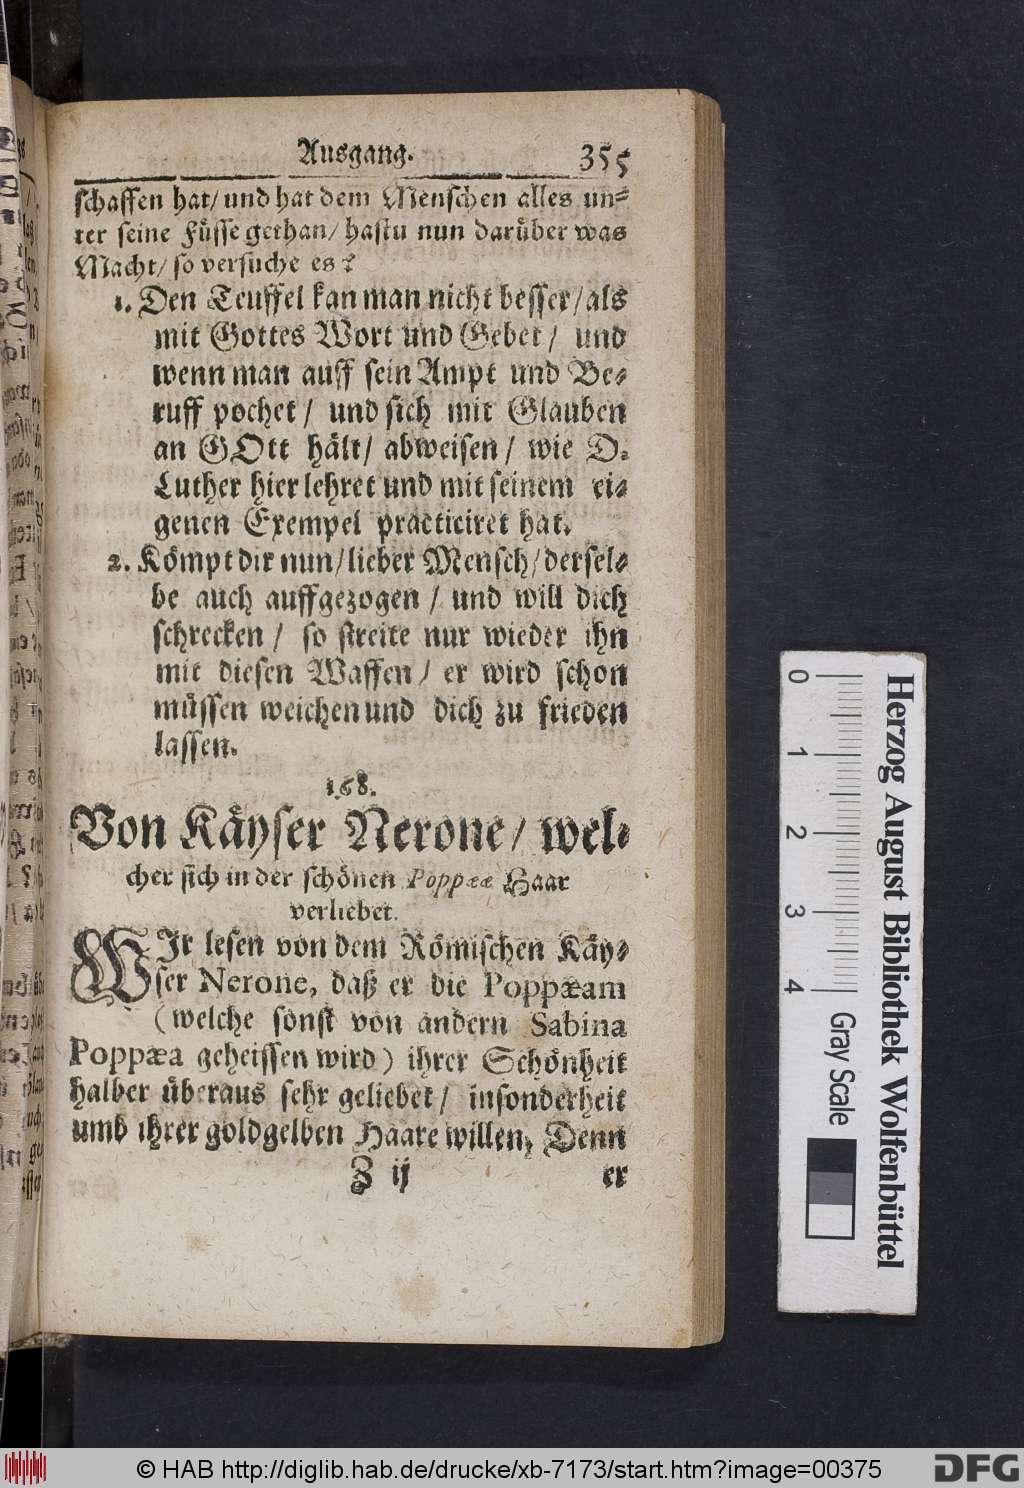 Ausgang. 355
schaffen hat/ und hat dem Menschen alles un=
ter seine Füsse gethan/ hastu nun darüber was
Macht/ so versuche es?
1. Den Teuffel kan man nicht besser/ als
mit Gottes Wort und Gebet/ und
wenn man auff sein Ampt und Be=
ruff pochet/ und sich mit Glauben
an GOtt hält/ abweisen/ wie D.
Luther hier lehret und mit seinem ei=
genen Exempel practiciret hat.
2. Kömpt dir nun/ lieber Mensch/ dersel=
be auch auffgezogen/ und will dich
schrecken/ so streite nur wieder ihn
mit diesen Waffen/ er wird schon
müssen weichen und dich zu frieden
lassen.
168.
Von Käyser Nerone/ wel=
cher sich in der schönen Poppææ Haar
verliebet.
WIr lesen von dem Römischen Käy=
ser Nerone, daß er die Poppæam
(welche sonst von andern Sabina
Poppæa geheissen wird) ihrer Schönheit
halber überaus sehr geliebet/ insonderheit
umb ihrer goldgelben Haare willen, Denn
Z ij er
0 1 2 3 4
Herzog August Bibliothek Wolfenbüttel
Gray Scale
© HAB http://diglib.hab.de/drucke/xb-7173/start.htm?image=00375
DFG